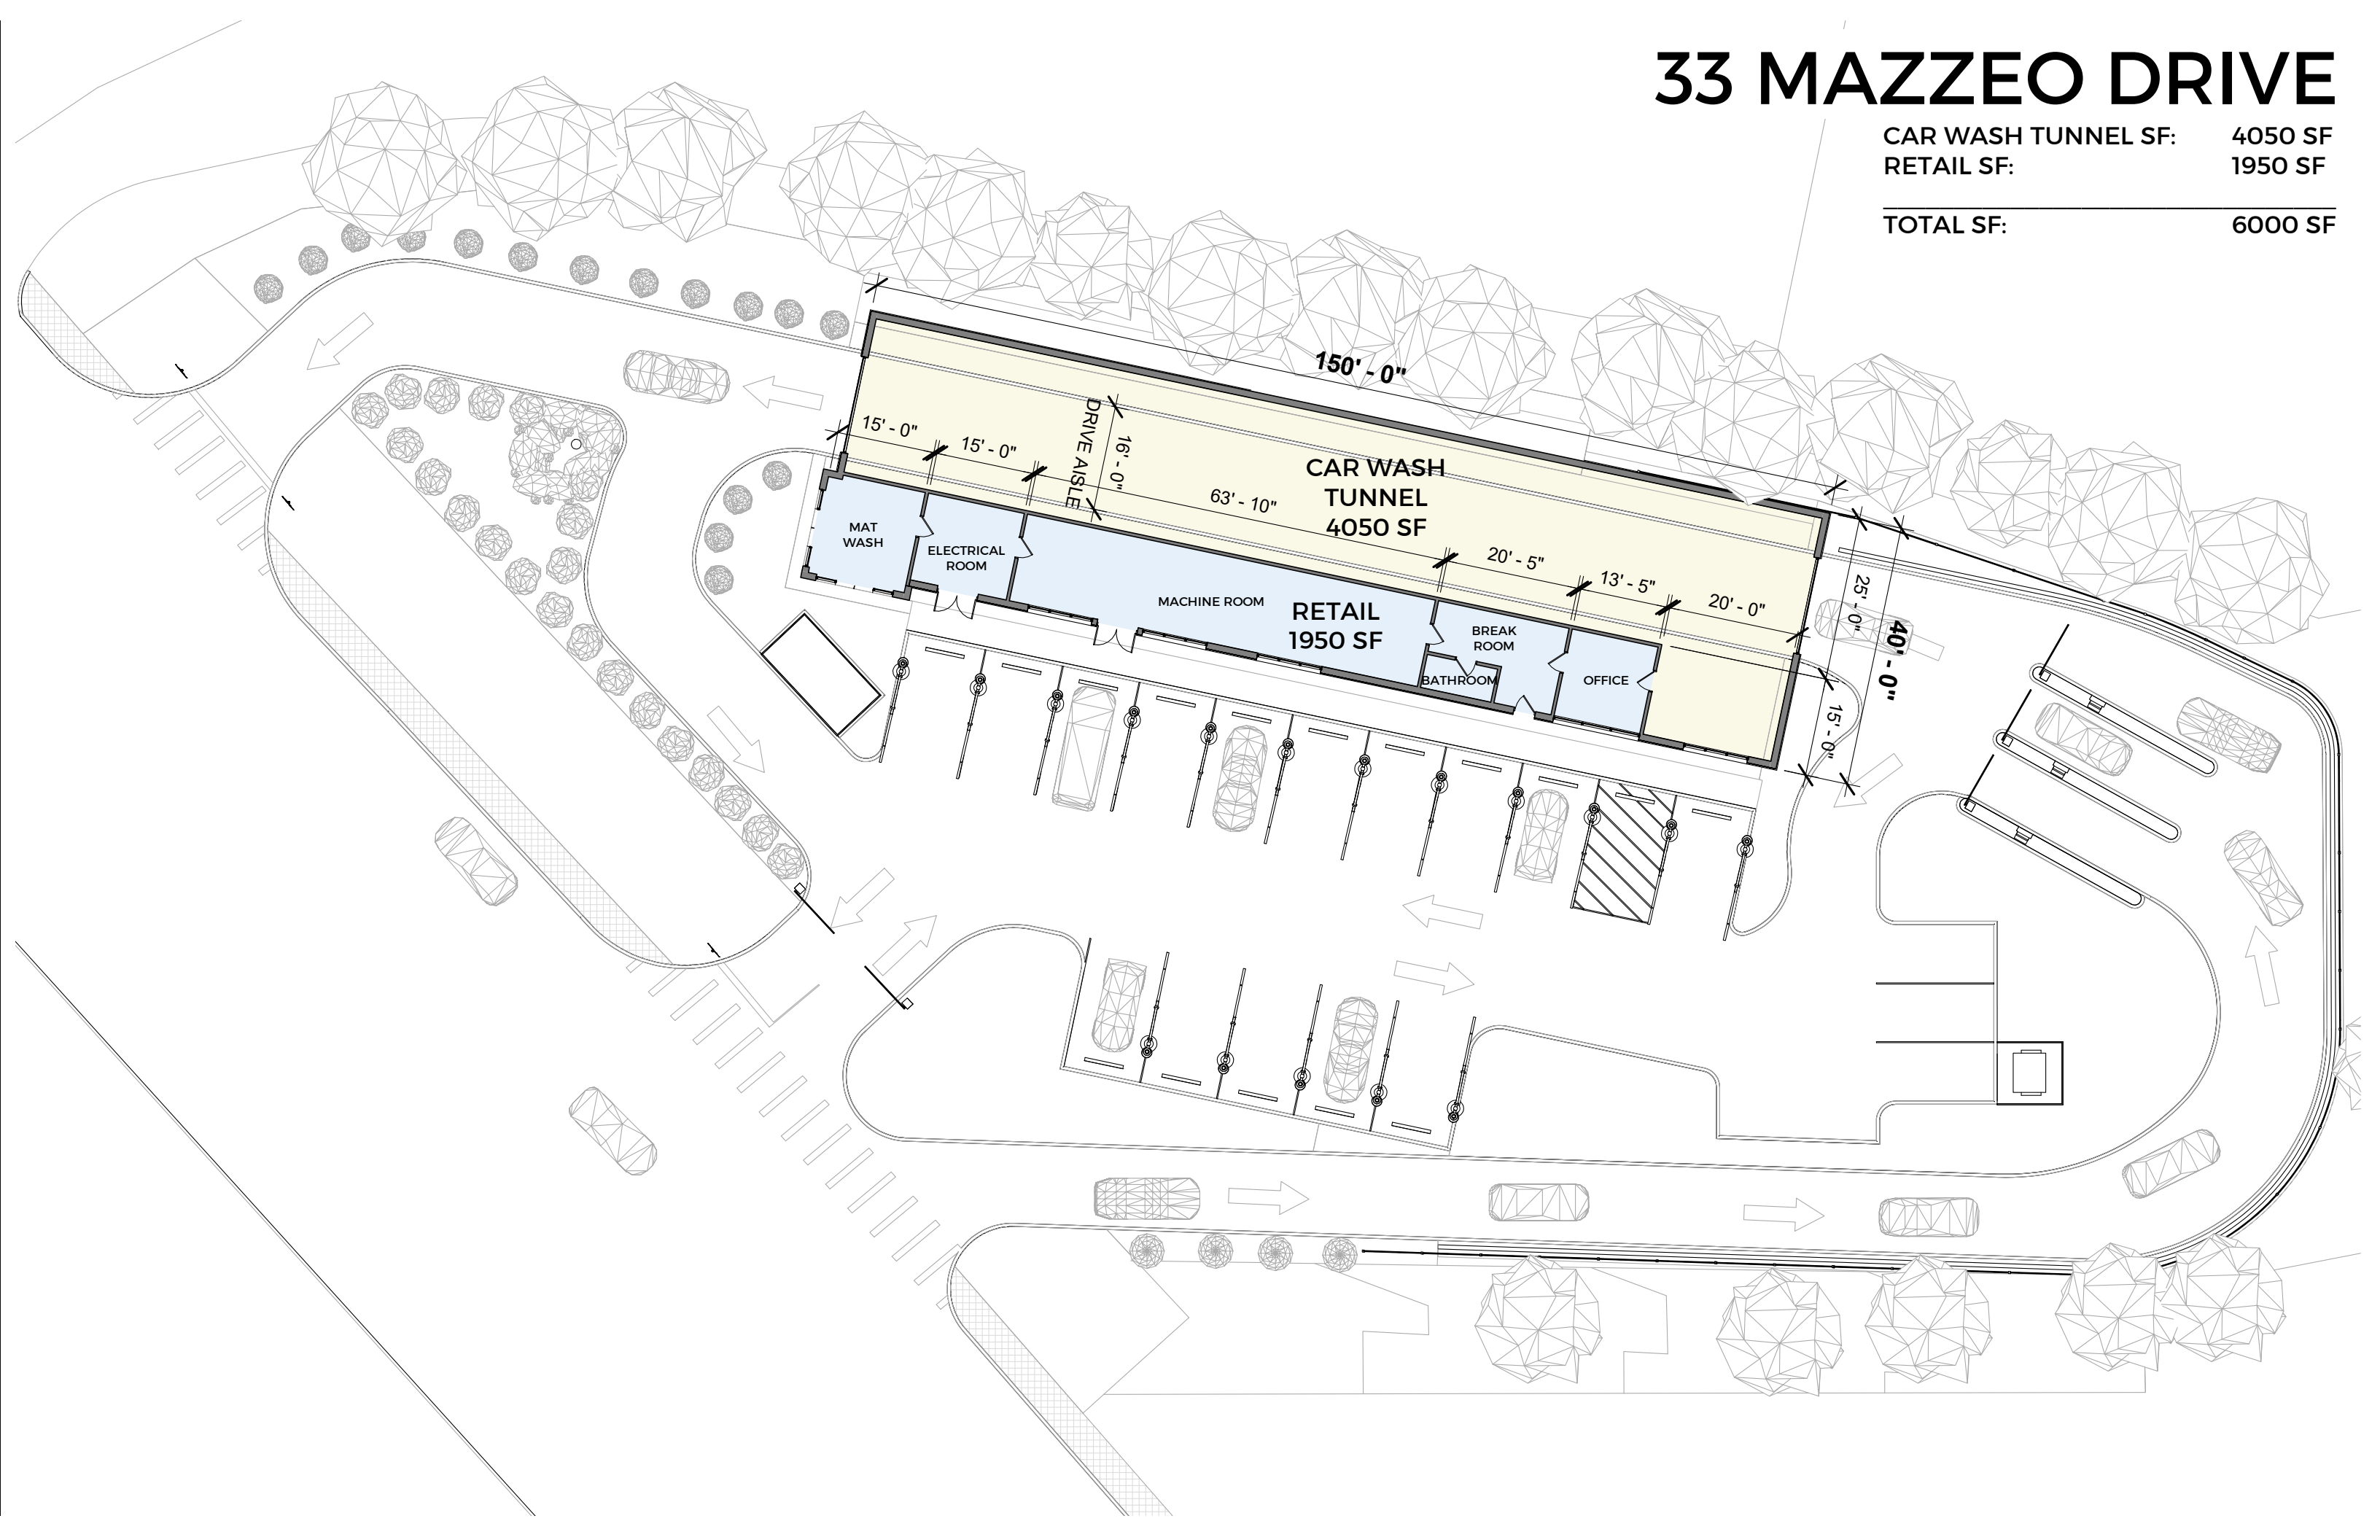 33 MAZZEO DRIVE
CAR WASH TUNNEL SF: 4050 SF
RETAIL SF: 1950 SF
TOTAL SF: 6000 SF
150' - 0"
15' - 0"
15' - 0"
DRIVE AISLE
16' - 0"
63' - 10"
CAR WASH
TUNNEL
4050 SF
20' - 5"
13' - 5"
20' - 0"
25' - 0"
40' - 0"
15' - 0"
MAT
WASH
ELECTRICAL
ROOM
MACHINE ROOM
RETAIL
1950 SF
BREAK
ROOM
BATHROOM
OFFICE